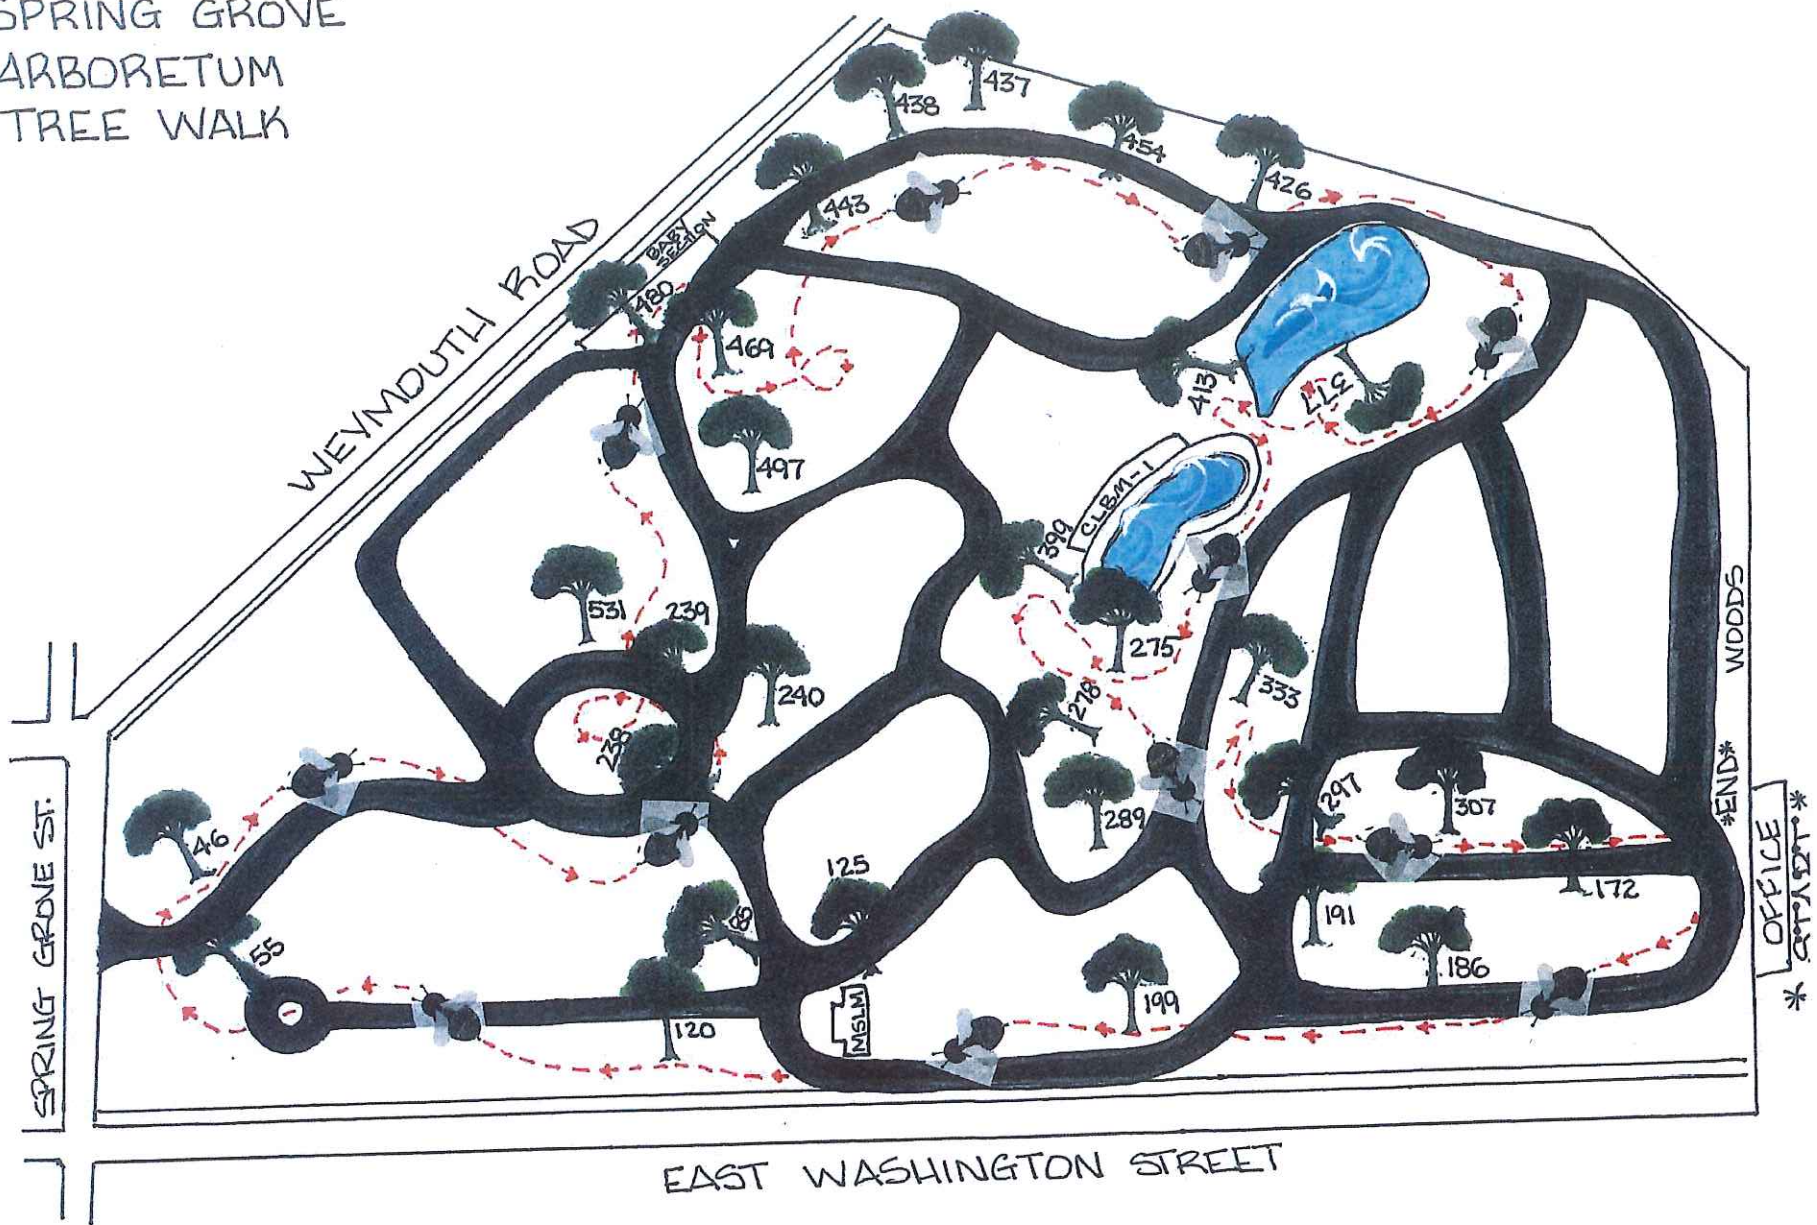 SPRING GROVE
ARBORETUM
TREE WALK
WEYMOUTH ROAD
BABY
SECTION
437
438
454
426
443
480
469
413
377
497
CLBM-1
399
531
239
275
240
278
333
238
WOODS
*END*
297
307
289
46
125
172
OFFICE
*START*
191
55
186
199
120
MSLM
SPRING GROVE ST.
EAST WASHINGTON STREET